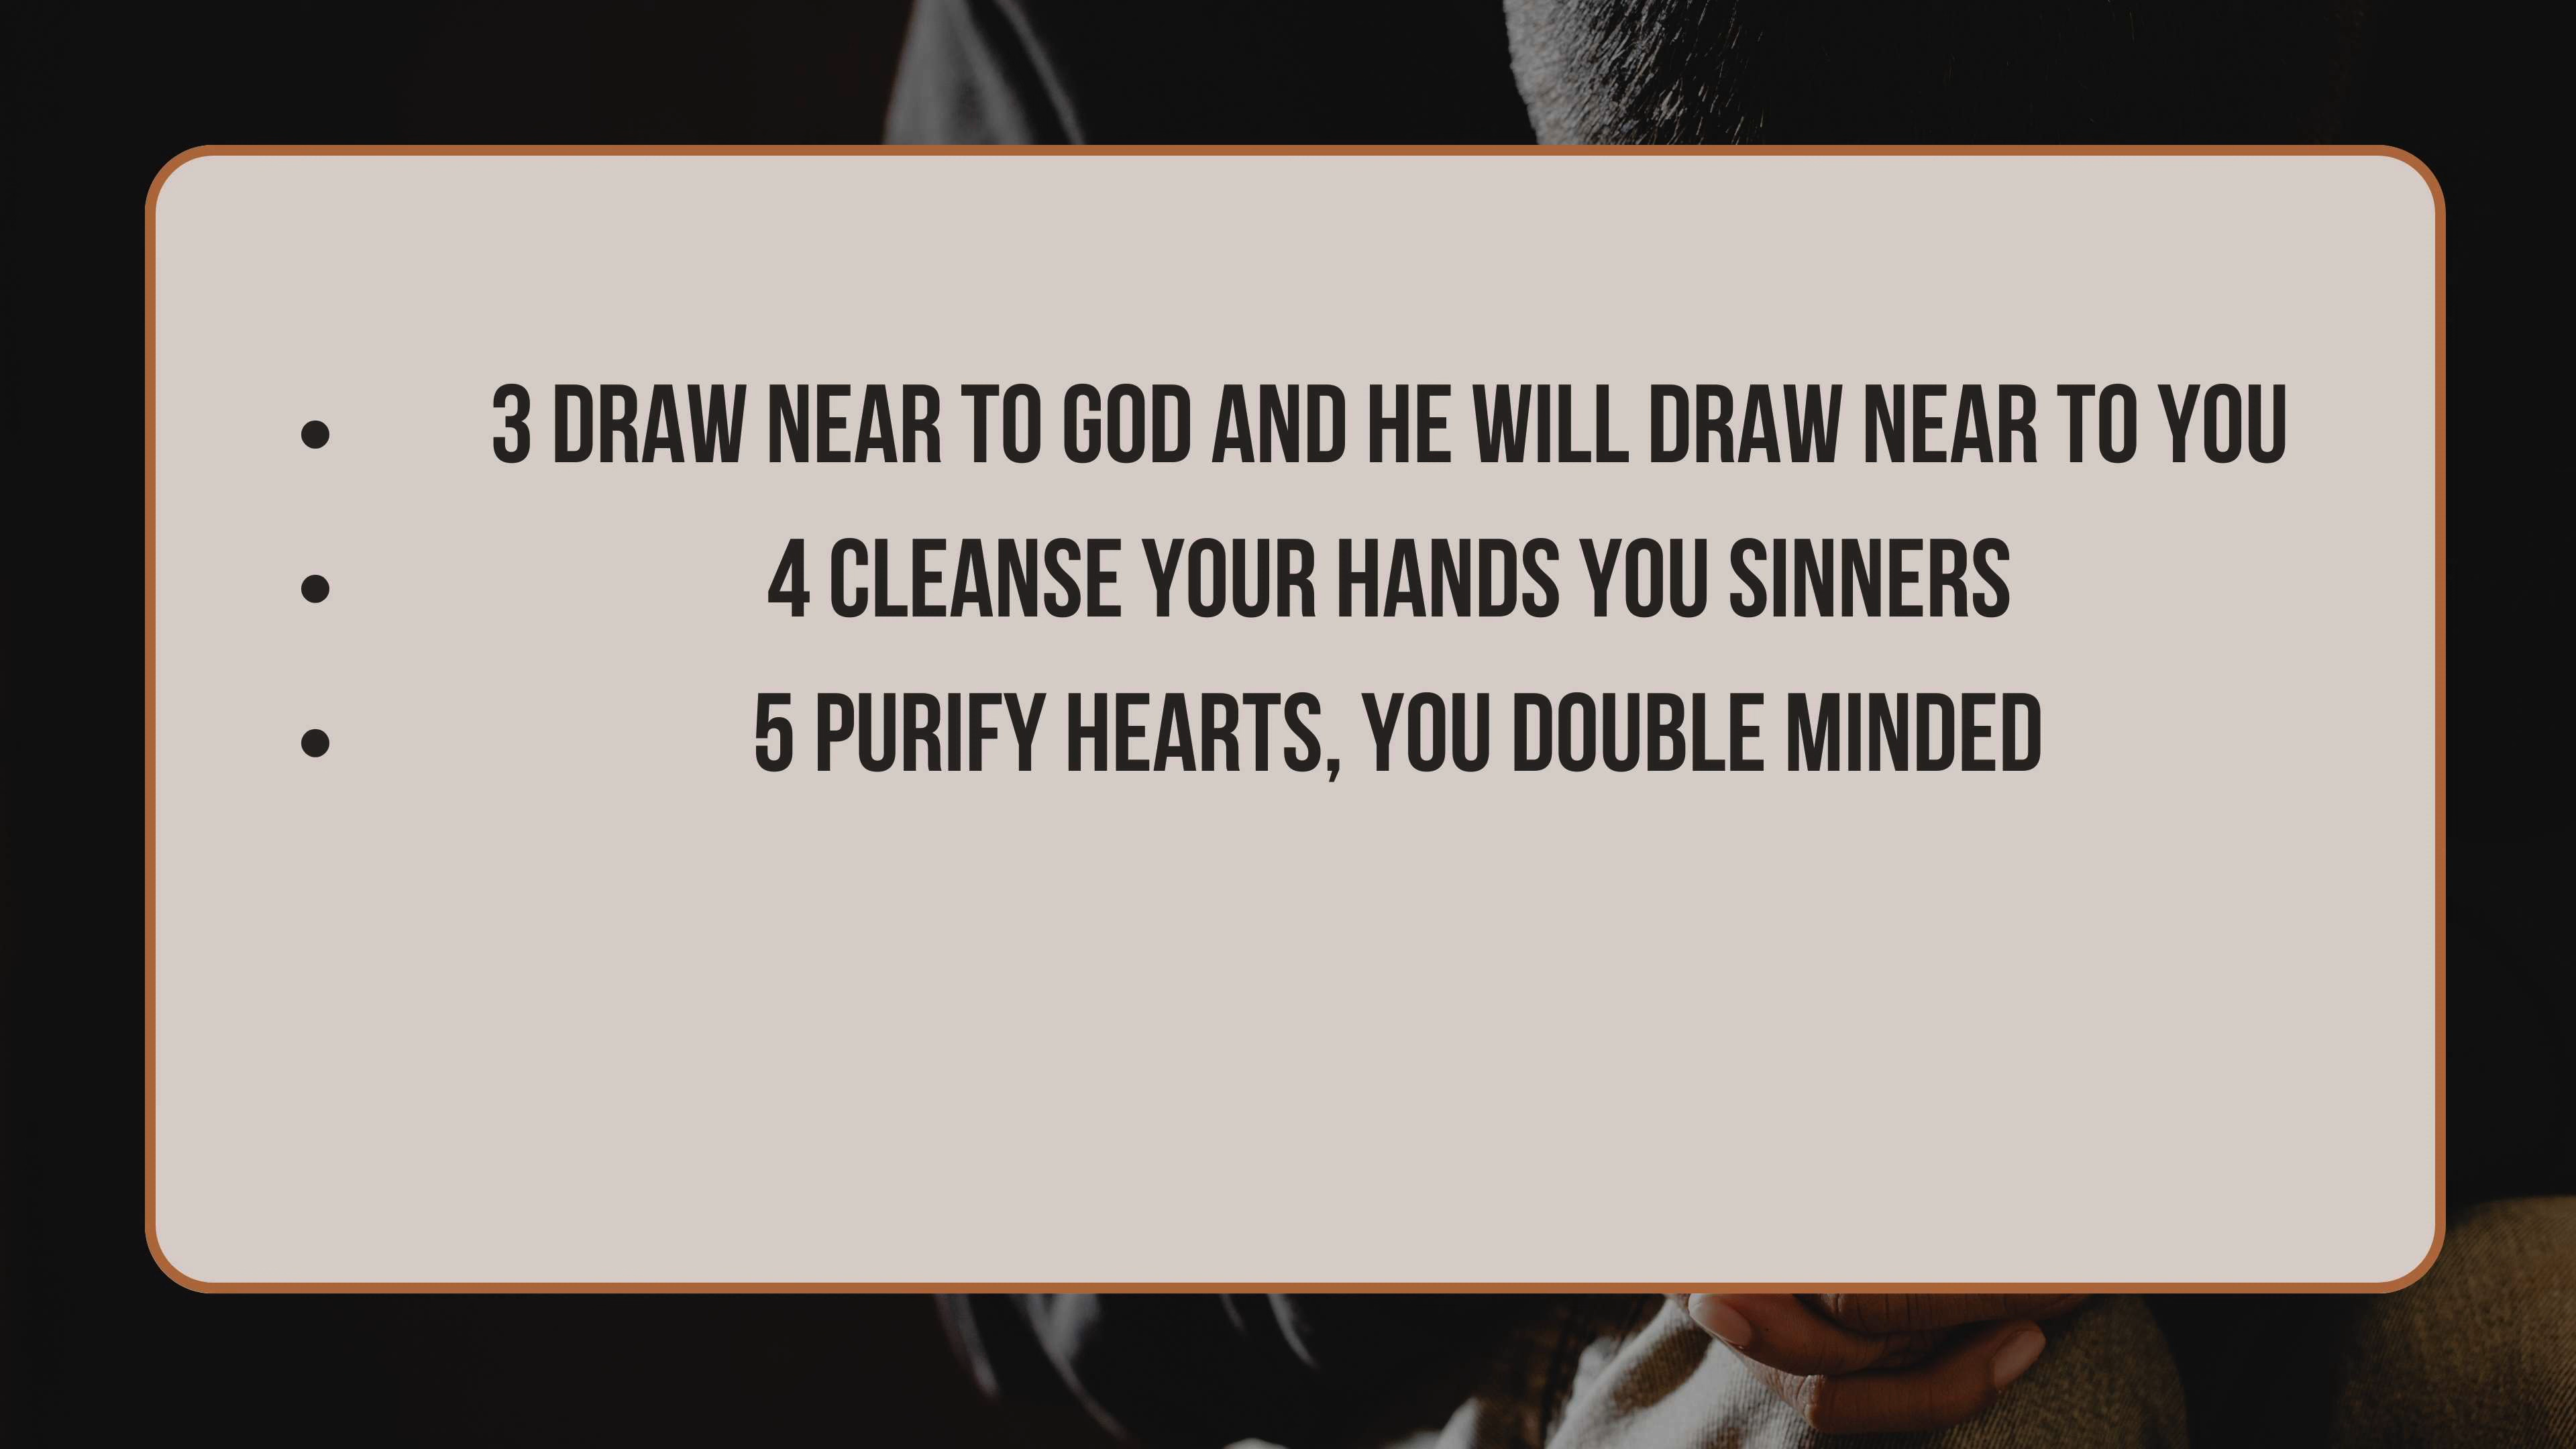 • 3 DRAW NEAR TO GOD AND HE WILL DRAW NEAR TO YOU
• 4 CLEANSE YOUR HANDS YOU SINNERS
• 5 PURIFY HEARTS, YOU DOUBLE MINDED